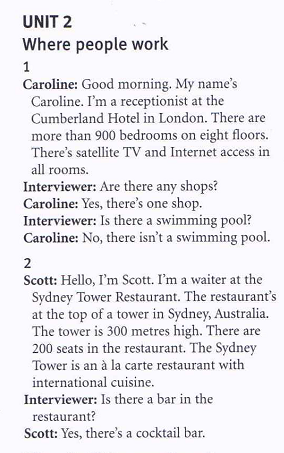 UNIT 2
Where people work
1
Caroline: Good morning. My name's
Caroline. I'm a receptionist at the
Cumberland Hotel in London. There are
more than 900 bedrooms on eight floors.
There's satellite TV and Internet access in
all rooms.
Interviewer: Are there any shops?
Caroline: Yes, there's one shop.
Interviewer: Is there a swimming pool?
Caroline: No, there isn't a swimming pool.
2
Scott: Hello, I'm Scott. I'm a waiter at the
Sydney Tower Restaurant. The restaurant's
at the top of a tower in Sydney, Australia.
The tower is 300 metres high. There are
200 seats in the restaurant. The Sydney
Tower is an à la carte restaurant with
international cuisine.
Interviewer: Is there a bar in the
restaurant?
Scott: Yes, there's a cocktail bar.